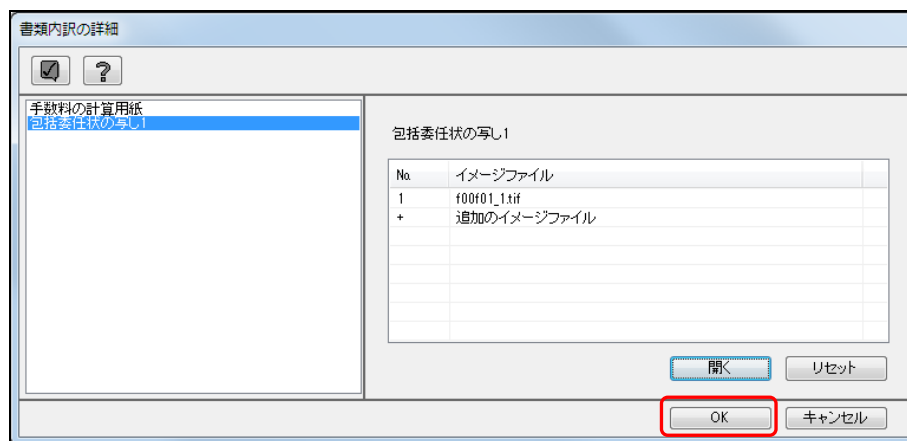 書類内訳の詳細
手数料の計算用紙
包括委任状の写し1
包括委任状の写し1
No. イメージファイル
1 f00f01_1.tif
+ 追加のイメージファイル
開く リセット
OK キャンセル